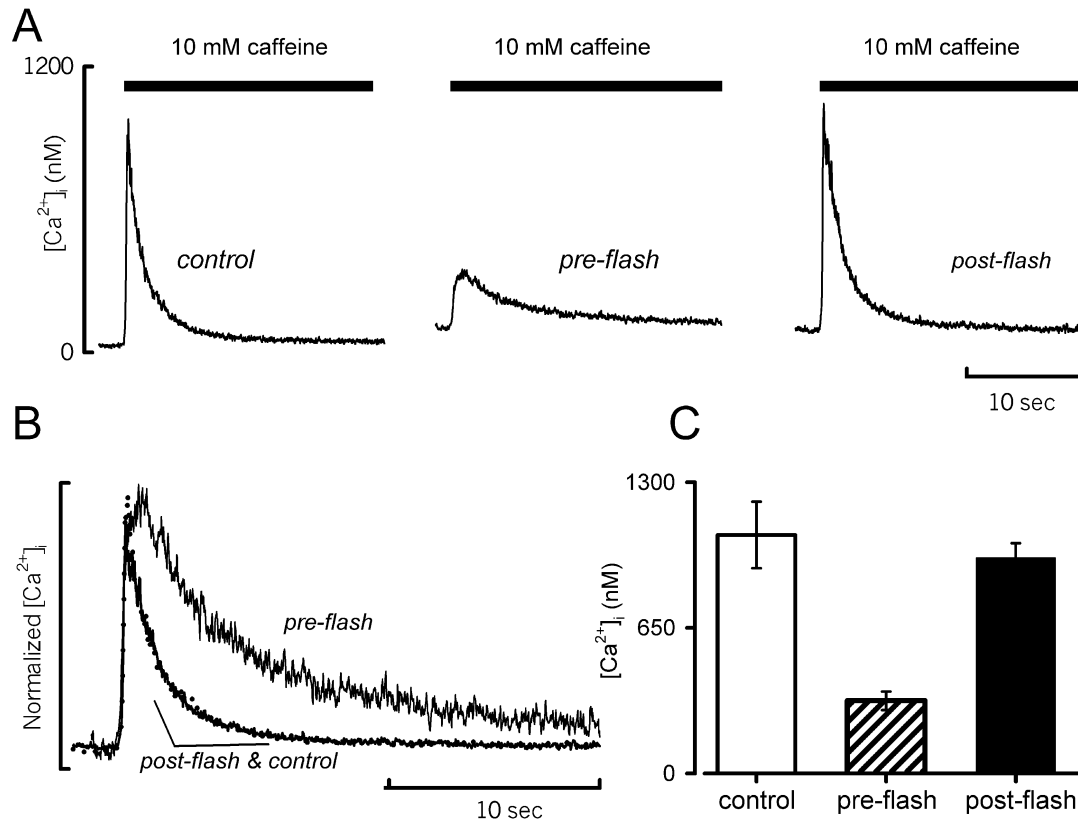 A
10 mM caffeine
10 mM caffeine
10 mM caffeine
1200
[Ca²⁺]ᵢ (nM)
control
pre-flash
post-flash
0
10 sec
B
Normalized [Ca²⁺]ᵢ
pre-flash
post-flash & control
10 sec
C
1300
[Ca²⁺]ᵢ (nM)
650
0
control
pre-flash
post-flash